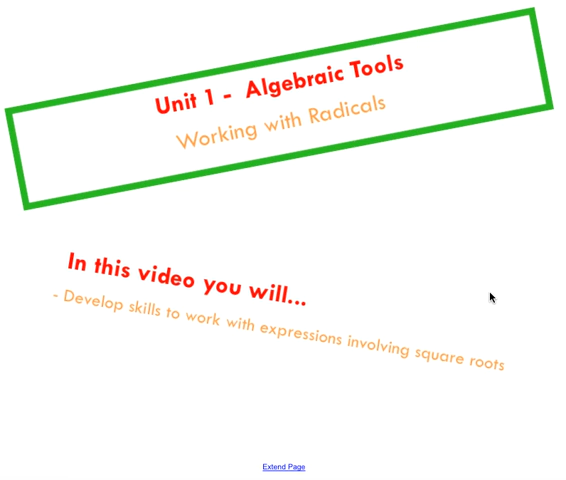 Unit 1 - Algebraic Tools
Working with Radicals
In this video you will...
- Develop skills to work with expressions involving square roots
Extend Page